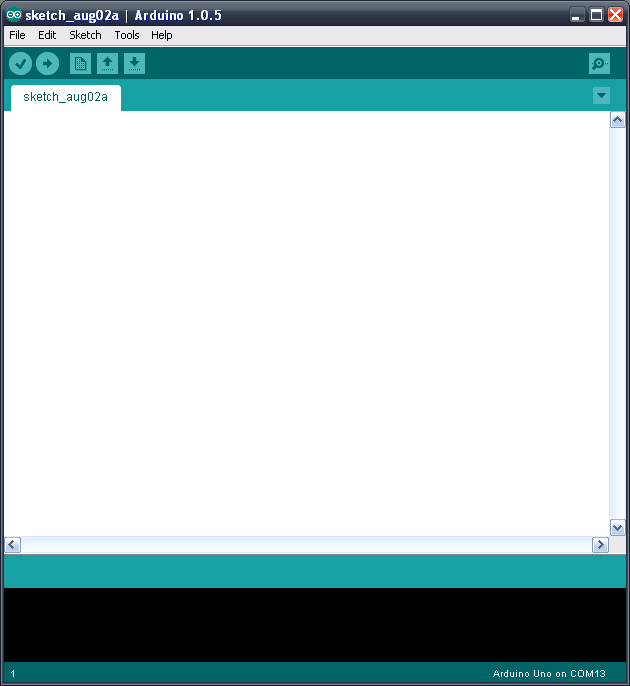 sketch_aug02a | Arduino 1.0.5
File Edit Sketch Tools Help
sketch_aug02a
1 Arduino Uno on COM13